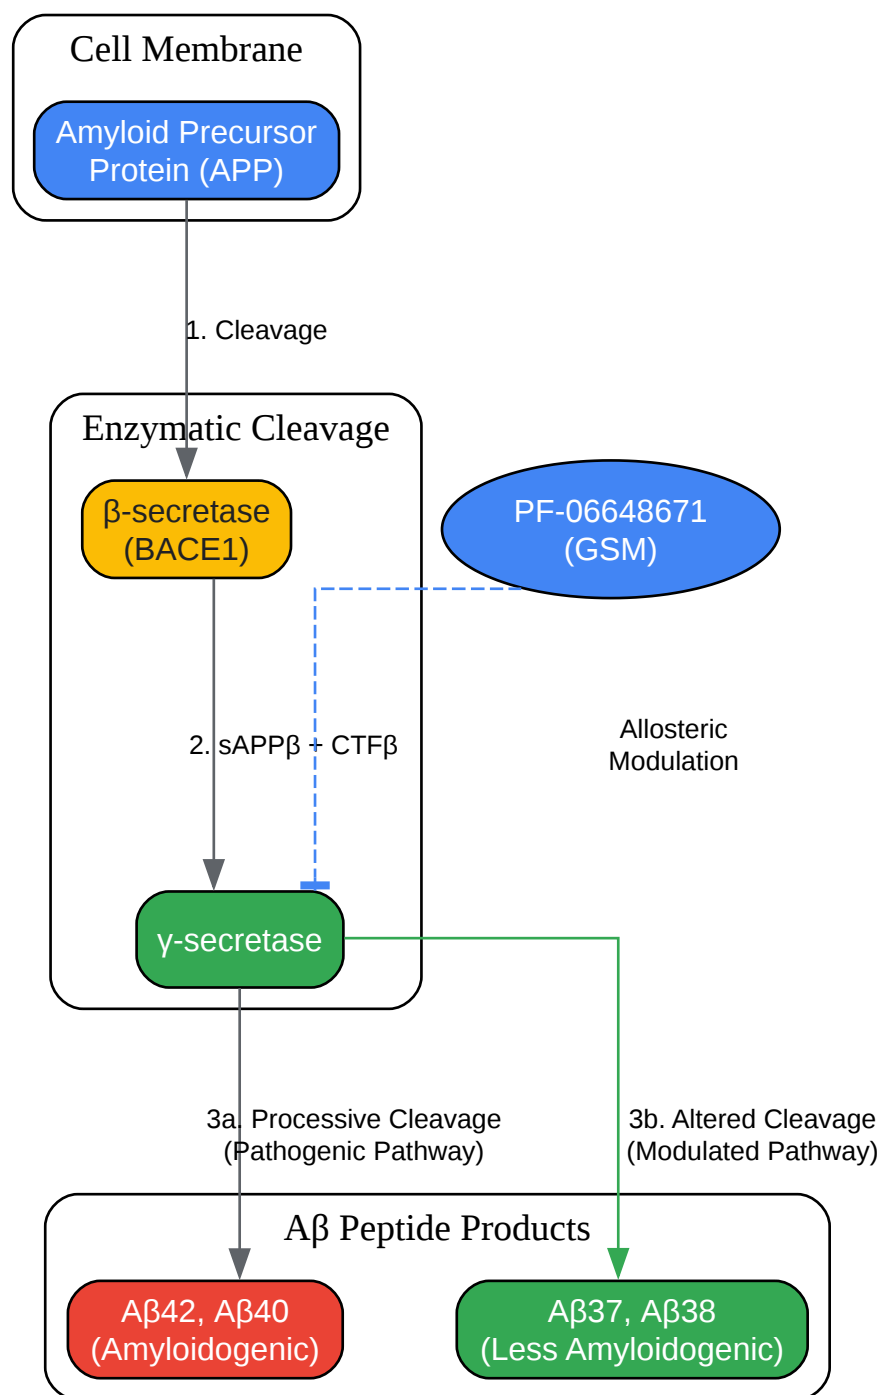 Cell Membrane
Amyloid Precursor
Protein (APP)
1. Cleavage
Enzymatic Cleavage
β-secretase
(BACE1)
PF-06648671
(GSM)
2. sAPPβ + CTFβ
Allosteric
Modulation
γ-secretase
3a. Processive Cleavage
(Pathogenic Pathway)
3b. Altered Cleavage
(Modulated Pathway)
Aβ Peptide Products
Aβ42, Aβ40
(Amyloidogenic)
Aβ37, Aβ38
(Less Amyloidogenic)